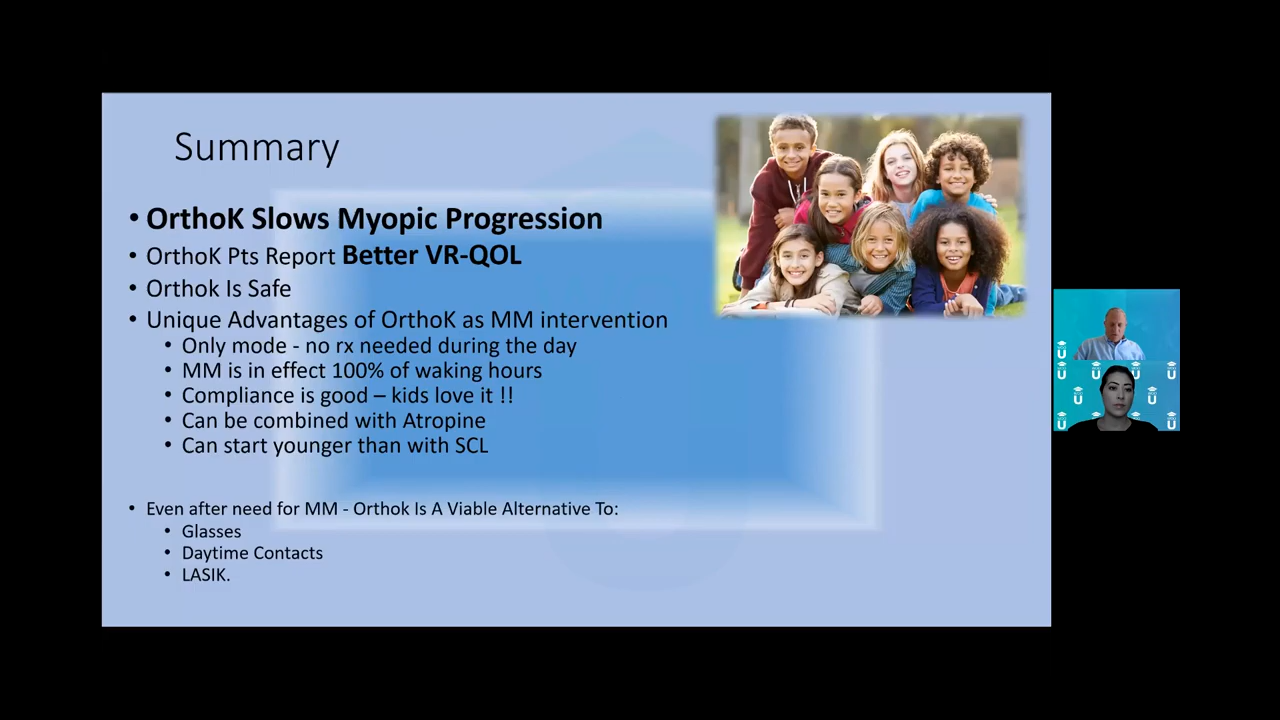 Summary
• OrthoK Slows Myopic Progression
• OrthoK Pts Report Better VR-QOL
• Orthok Is Safe
• Unique Advantages of OrthoK as MM intervention
• Only mode - no rx needed during the day
• MM is in effect 100% of waking hours
• Compliance is good – kids love it !!
• Can be combined with Atropine
• Can start younger than with SCL
• Even after need for MM - Orthok Is A Viable Alternative To:
• Glasses
• Daytime Contacts
• LASIK.